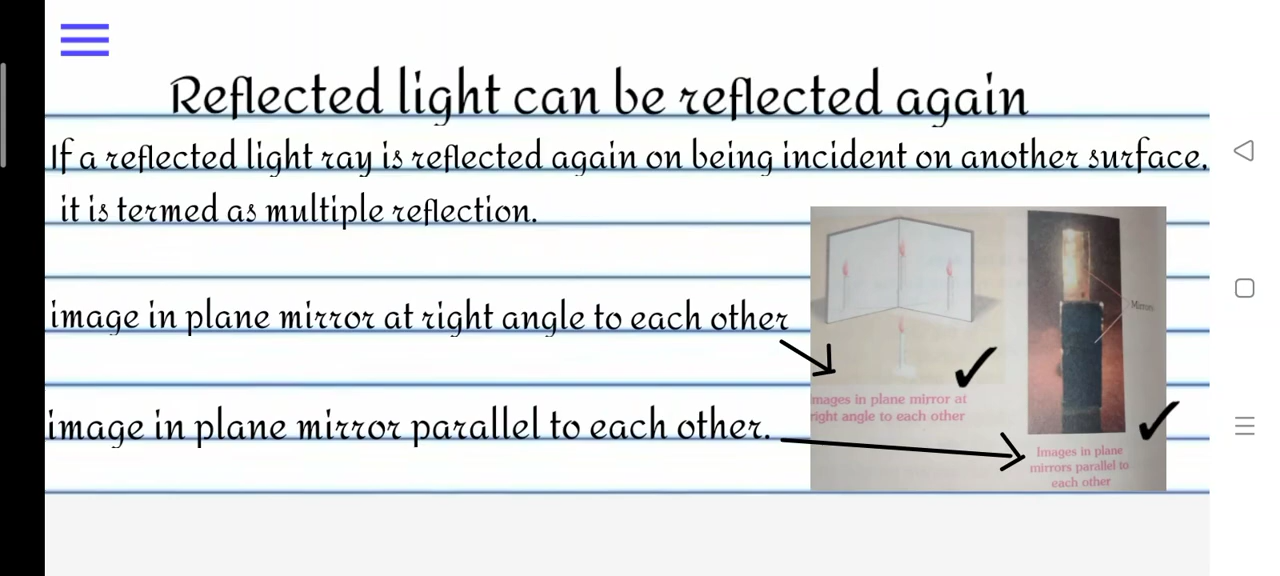 Reflected light can be reflected again
If a reflected light ray is reflected again on being incident on another surface,
it is termed as multiple reflection.
image in plane mirror at right angle to each other
image in plane mirror parallel to each other.
mages in plane mirror at
right angle to each other
Mirrors
Images in plane
mirrors parallel to
each other